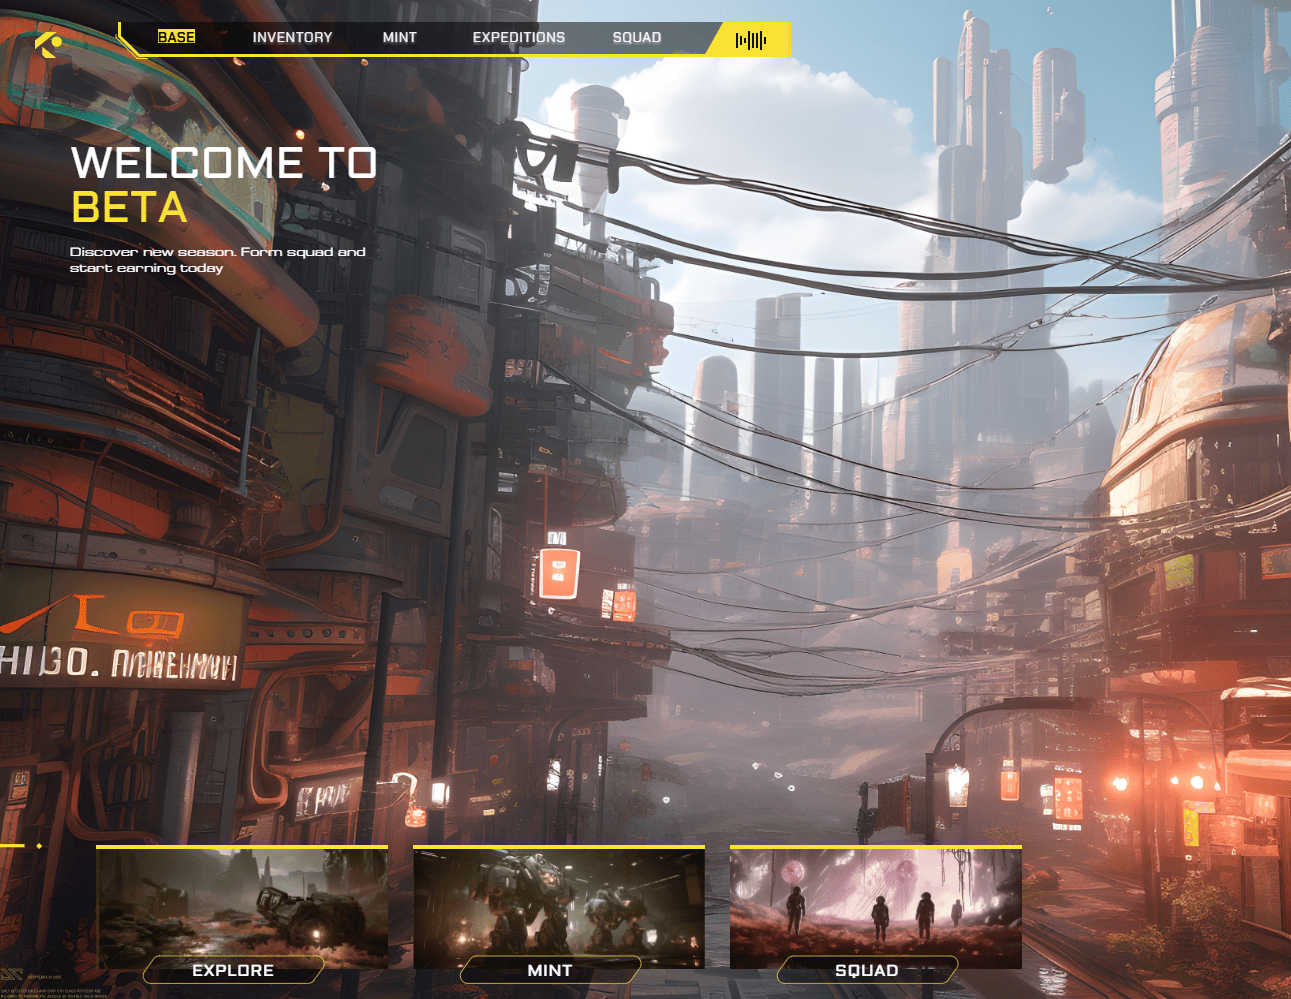 BASE INVENTORY MINT EXPEDITIONS SQUAD
WELCOME TO
BETA
Discover new season. Form squad and
start earning today
EXPLORE MINT SQUAD